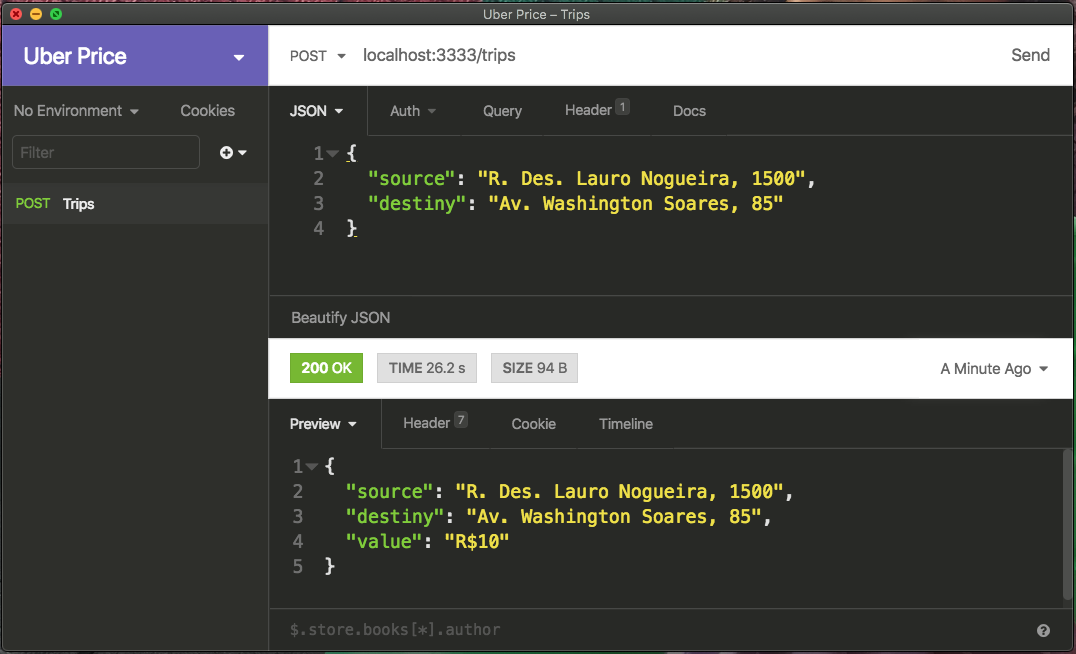 Uber Price – Trips
Uber Price
POST localhost:3333/trips Send
No Environment Cookies
Filter
POST Trips
JSON Auth Query Header 1 Docs
1 {
2 "source": "R. Des. Lauro Nogueira, 1500",
3 "destiny": "Av. Washington Soares, 85"
4 }
Beautify JSON
200 OK TIME 26.2 s SIZE 94 B A Minute Ago
Preview Header 7 Cookie Timeline
1 {
2 "source": "R. Des. Lauro Nogueira, 1500",
3 "destiny": "Av. Washington Soares, 85",
4 "value": "R$10"
5 }
$.store.books[*].author